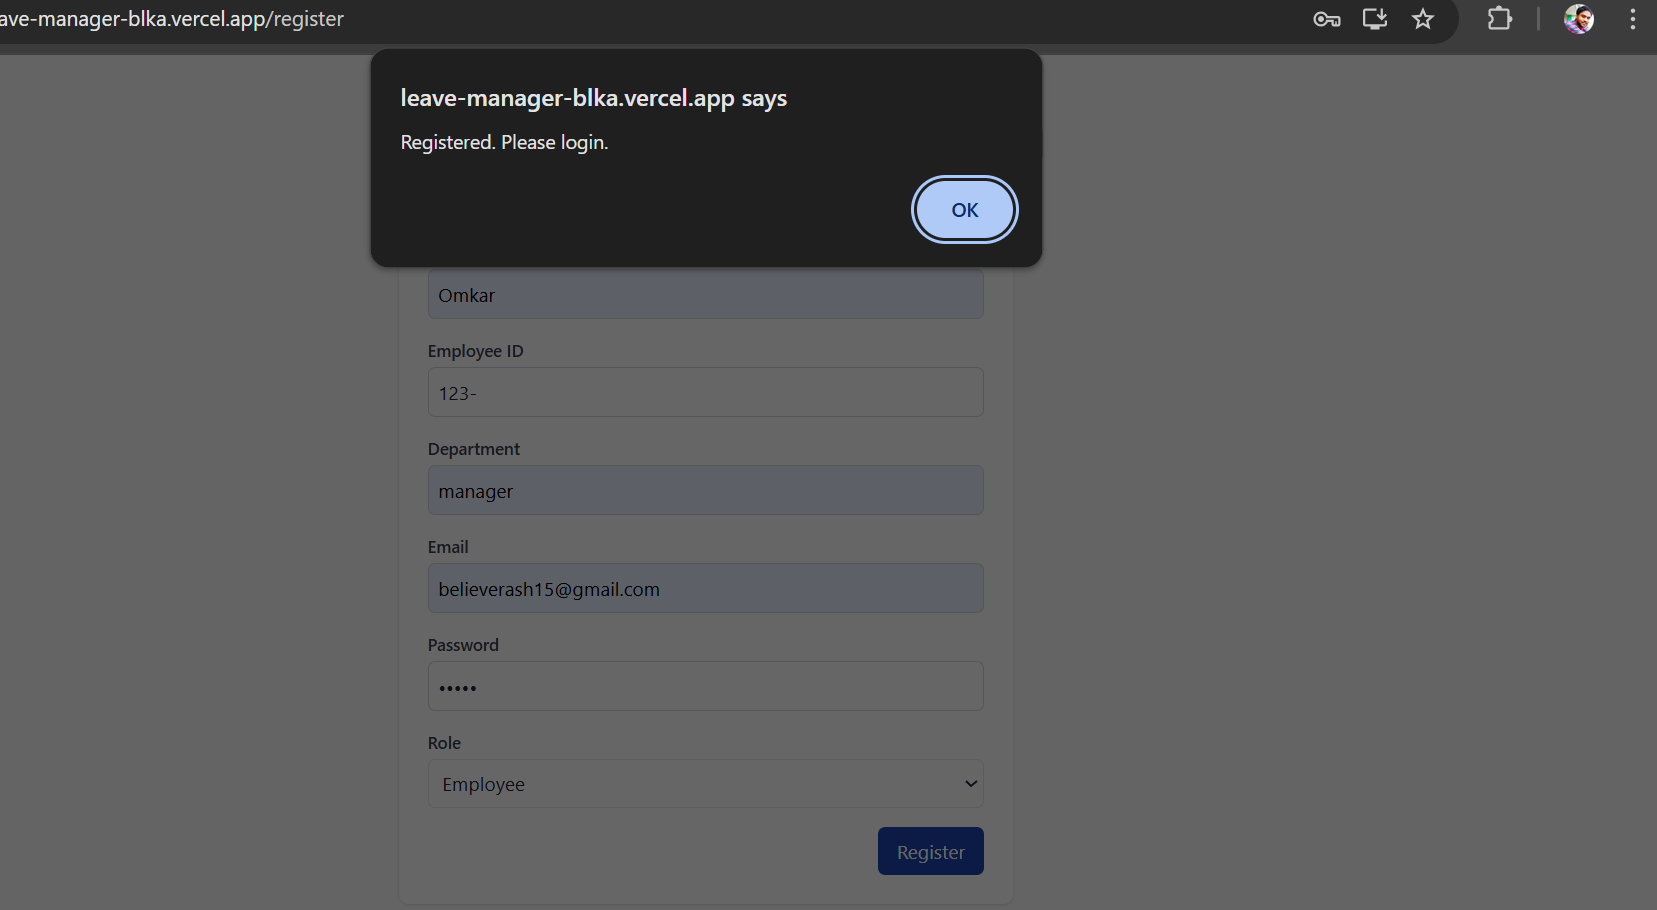 ave-manager-blka.vercel.app/register
leave-manager-blka.vercel.app says
Registered. Please login.
OK
Omkar
Employee ID
123-
Department
manager
Email
believerash15@gmail.com
Password
•••••
Role
Employee
Register